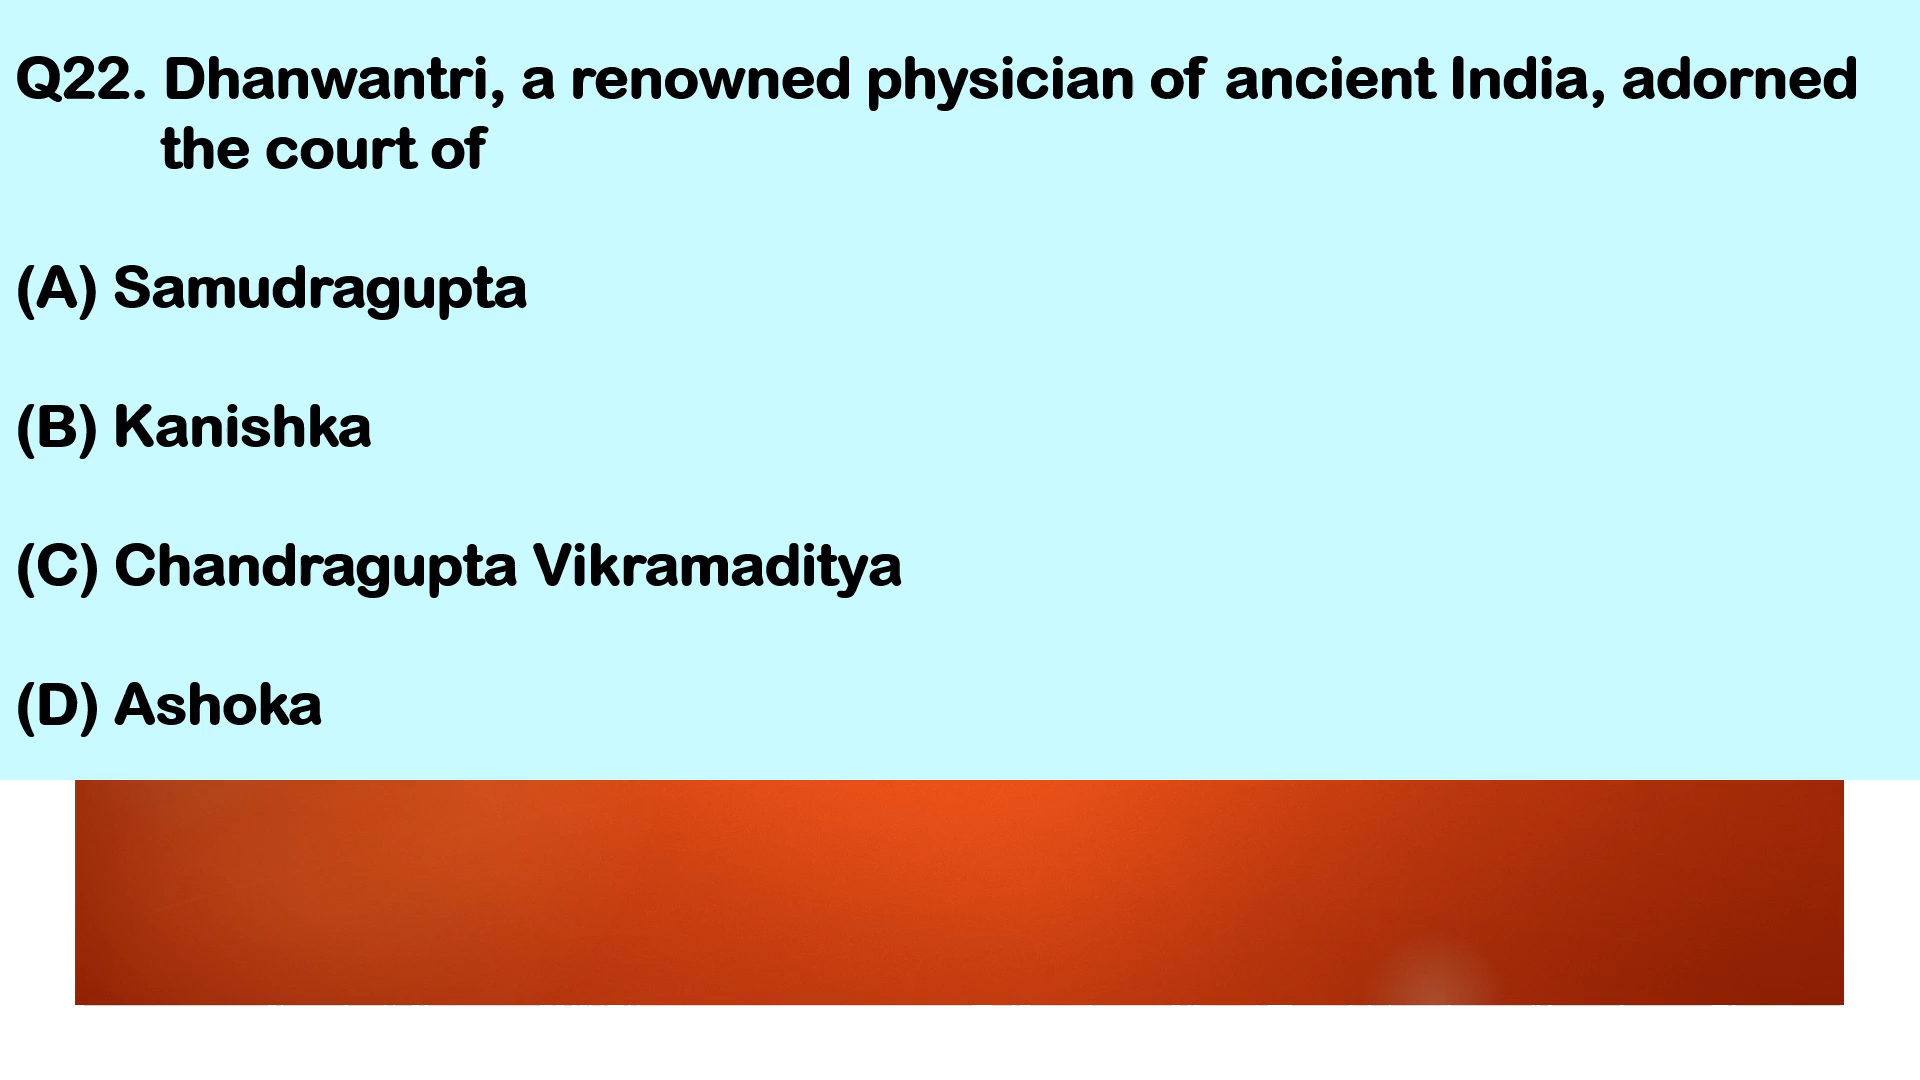 Q22. Dhanwantri, a renowned physician of ancient India, adorned
the court of
(A) Samudragupta
(B) Kanishka
(C) Chandragupta Vikramaditya
(D) Ashoka